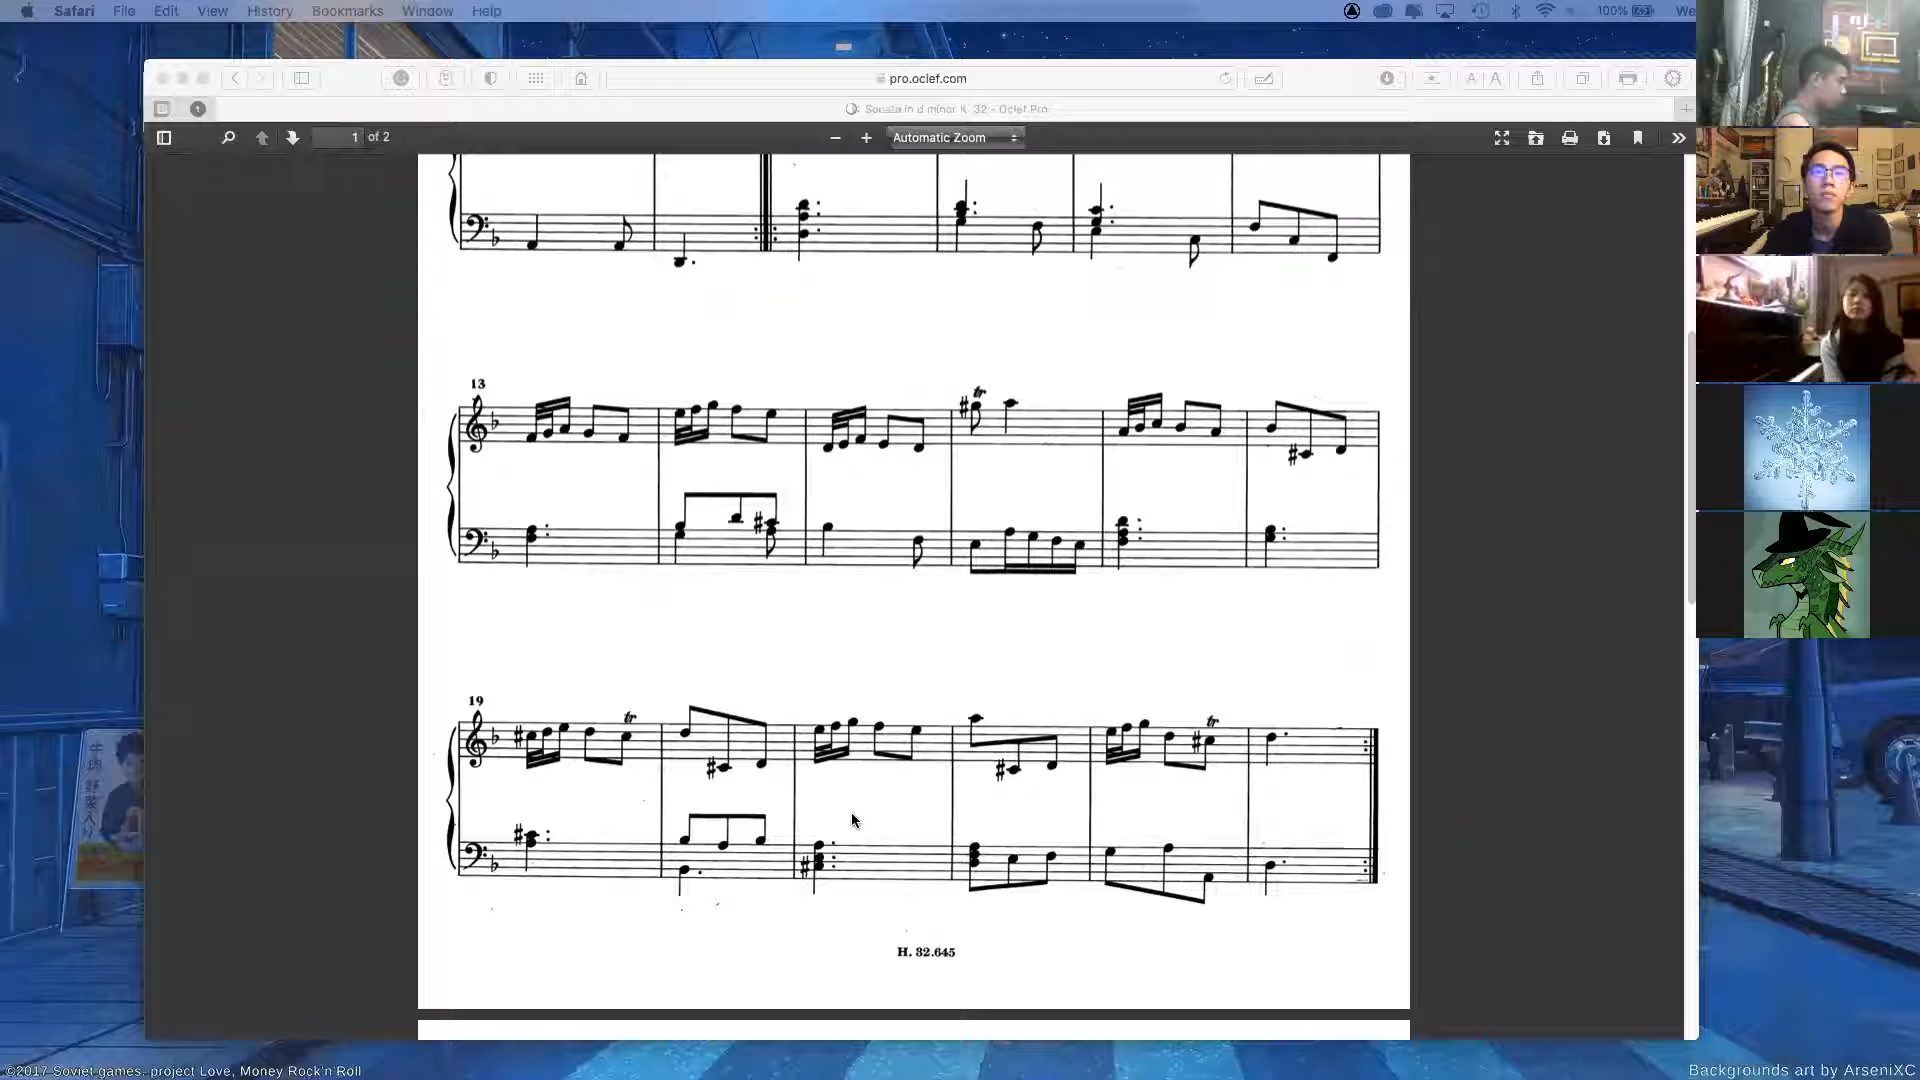 Safari File Edit View History Bookmarks Window Help 100% We
pro.oclef.com A A
Sonata in d minor K. 32 - Oclef Pro
1 of 2 Automatic Zoom
13
tr
19
tr
tr
H. 32.645
©2017 Soviet games, project Love, Money Rock'n'Roll
Backgrounds art by ArseniXC